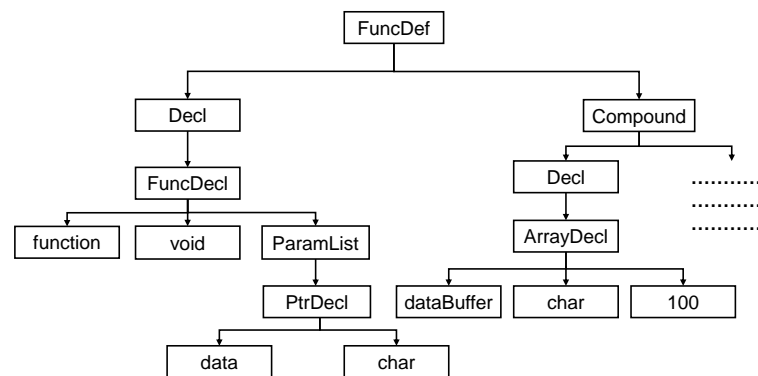 FuncDef
Decl
Compound
FuncDecl
Decl
...........
...........
...........
function
void
ParamList
ArrayDecl
PtrDecl
dataBuffer
char
100
data
char